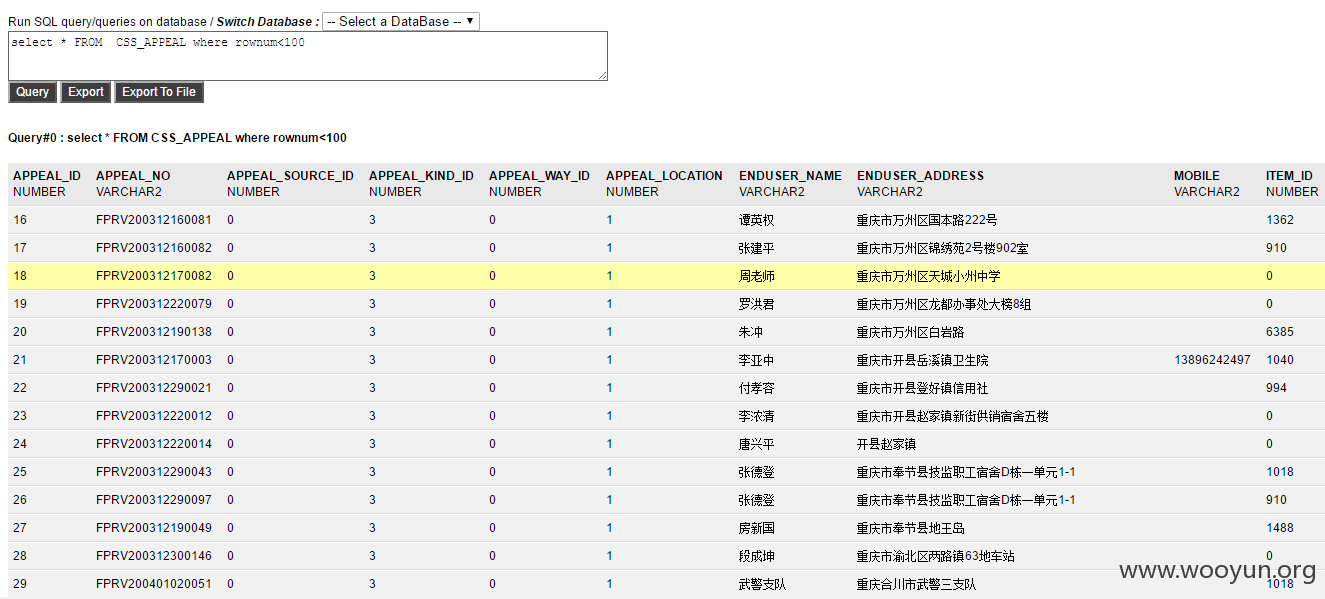 Run SQL query/queries on database / Switch Database : -- Select a DataBase -- ▼
select * FROM  CSS_APPEAL where rownum<100
Query Export Export To File
Query#0 : select * FROM CSS_APPEAL where rownum<100
APPEAL_ID APPEAL_NO APPEAL_SOURCE_ID APPEAL_KIND_ID APPEAL_WAY_ID APPEAL_LOCATION ENDUSER_NAME ENDUSER_ADDRESS MOBILE ITEM_ID
NUMBER VARCHAR2 NUMBER NUMBER NUMBER NUMBER VARCHAR2 VARCHAR2 VARCHAR2 NUMBER
16 FPRV200312160081 0 3 0 1 谭英权 重庆市万州区国本路222号 1362
17 FPRV200312160082 0 3 0 1 张建平 重庆市万州区锦绣苑2号楼902室 910
18 FPRV200312170082 0 3 0 1 周老师 重庆市万州区天城小州中学 0
19 FPRV200312220079 0 3 0 1 罗洪君 重庆市万州区龙都办事处大榜8组 0
20 FPRV200312190138 0 3 0 1 朱冲 重庆市万州区白岩路 6385
21 FPRV200312170003 0 3 0 1 李亚中 重庆市开县岳溪镇卫生院 13896242497 1040
22 FPRV200312290021 0 3 0 1 付孝容 重庆市开县登好镇信用社 994
23 FPRV200312220012 0 3 0 1 李浓清 重庆市开县赵家镇新街供销宿舍五楼 0
24 FPRV200312220014 0 3 0 1 唐兴平 开县赵家镇 0
25 FPRV200312290043 0 3 0 1 张德登 重庆市奉节县技监职工宿舍D栋一单元1-1 1018
26 FPRV200312290097 0 3 0 1 张德登 重庆市奉节县技监职工宿舍D栋一单元1-1 910
27 FPRV200312190049 0 3 0 1 房新国 重庆市奉节县地王岛 1488
28 FPRV200312300146 0 3 0 1 段成坤 重庆市渝北区两路镇63地车站 0
29 FPRV200401020051 0 3 0 1 武警支队 重庆合川市武警三支队 1018
www.wooyun.org